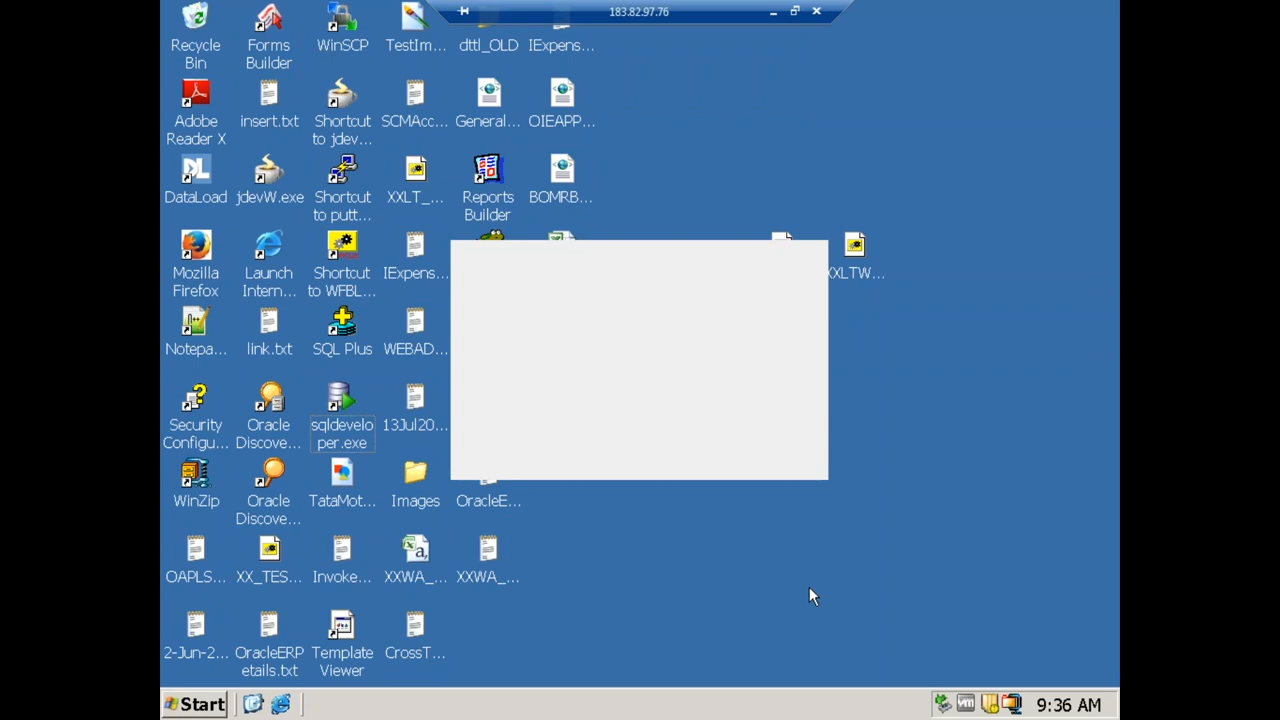 183.82.97.76
Recycle
Bin
Forms
Builder
WinSCP
TestIm...
dttl_OLD
IExpens...
Adobe
Reader X
insert.txt
Shortcut
to jdev...
SCMAcc...
General...
OIEAPP...
DataLoad
jdevW.exe
Shortcut
to putt...
XXLT_...
Reports
Builder
BOMRB...
Mozilla
Firefox
Launch
Intern...
Shortcut
to WFBL...
IExpens...
XXLTW...
Notepa...
link.txt
SQL Plus
WEBAD...
Security
Configu...
Oracle
Discove...
sqldevelo
per.exe
13Jul20...
WinZip
Oracle
Discove...
TataMot...
Images
OracleE...
OAPLS...
XX_TES...
Invoke...
XXWA_...
XXWA_...
2-Jun-2...
OracleERP
etails.txt
Template
Viewer
CrossT...
Start
9:36 AM